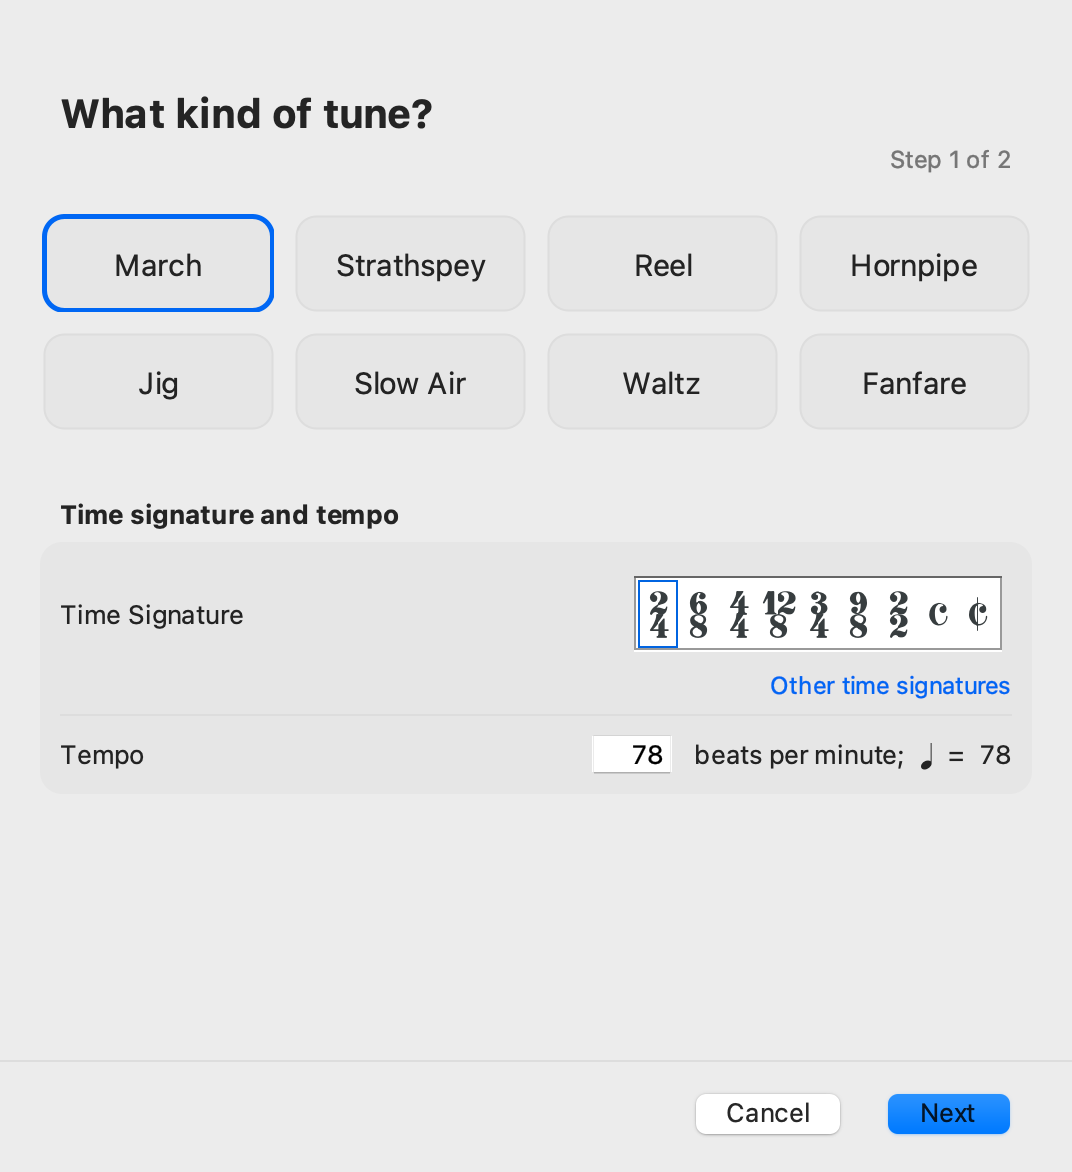 What kind of tune?
Step 1 of 2
March Strathspey Reel Hornpipe
Jig Slow Air Waltz Fanfare
Time signature and tempo
Time Signature 2/4 6/8 4/4 12/8 3/4 9/8 2/2 C ¢
Other time signatures
Tempo 78 beats per minute; ♩ = 78
Cancel Next